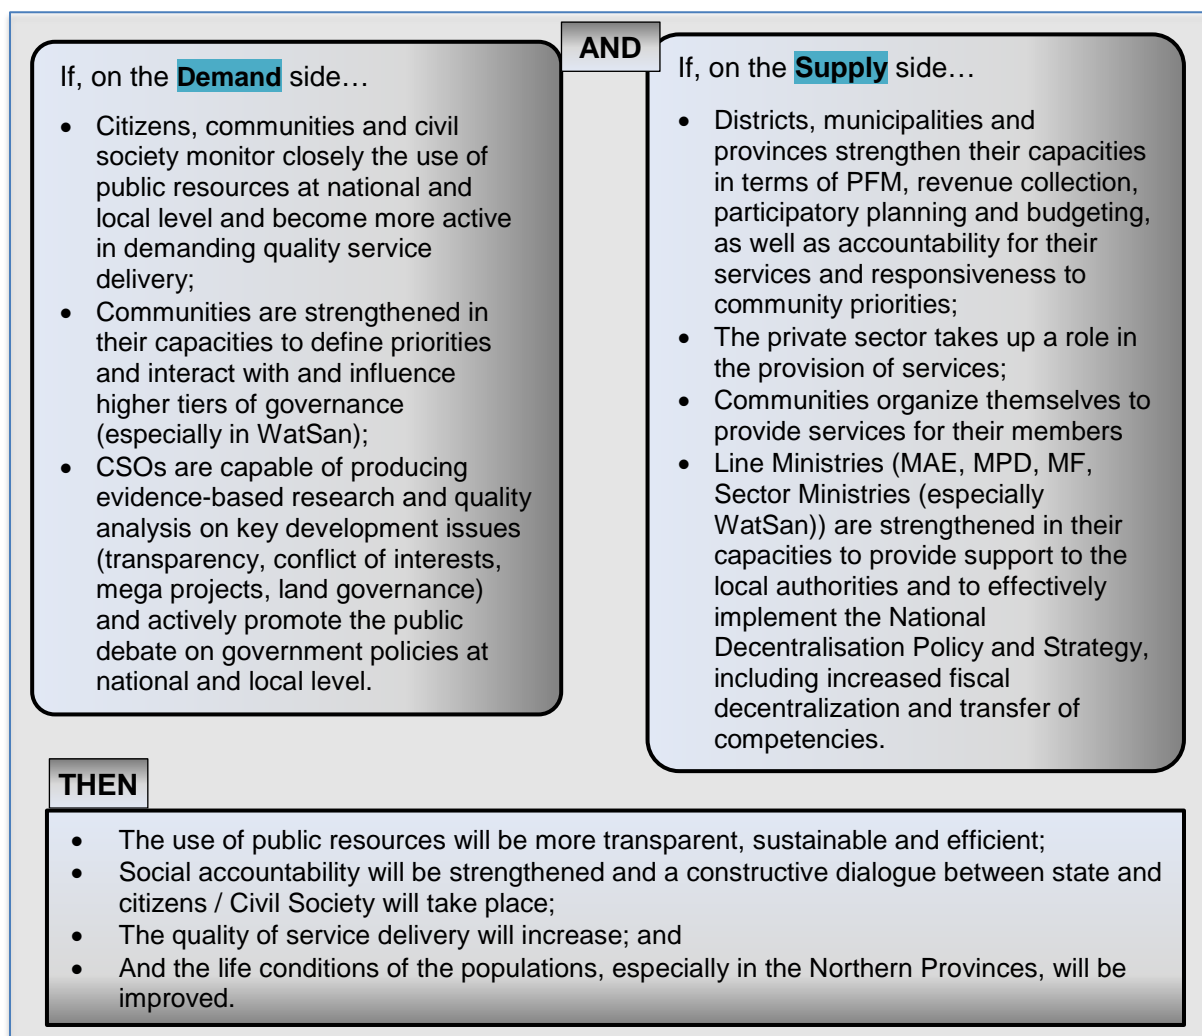 If, on the Demand side…
• Citizens, communities and civil
society monitor closely the use of
public resources at national and
local level and become more active
in demanding quality service
delivery;
• Communities are strengthened in
their capacities to define priorities
and interact with and influence
higher tiers of governance
(especially in WatSan);
• CSOs are capable of producing
evidence-based research and quality
analysis on key development issues
(transparency, conflict of interests,
mega projects, land governance)
and actively promote the public
debate on government policies at
national and local level.
AND
If, on the Supply side…
• Districts, municipalities and
provinces strengthen their capacities
in terms of PFM, revenue collection,
participatory planning and budgeting,
as well as accountability for their
services and responsiveness to
community priorities;
• The private sector takes up a role in
the provision of services;
• Communities organize themselves to
provide services for their members
• Line Ministries (MAE, MPD, MF,
Sector Ministries (especially
WatSan)) are strengthened in their
capacities to provide support to the
local authorities and to effectively
implement the National
Decentralisation Policy and Strategy,
including increased fiscal
decentralization and transfer of
competencies.
THEN
• The use of public resources will be more transparent, sustainable and efficient;
• Social accountability will be strengthened and a constructive dialogue between state and
citizens / Civil Society will take place;
• The quality of service delivery will increase; and
• And the life conditions of the populations, especially in the Northern Provinces, will be
improved.